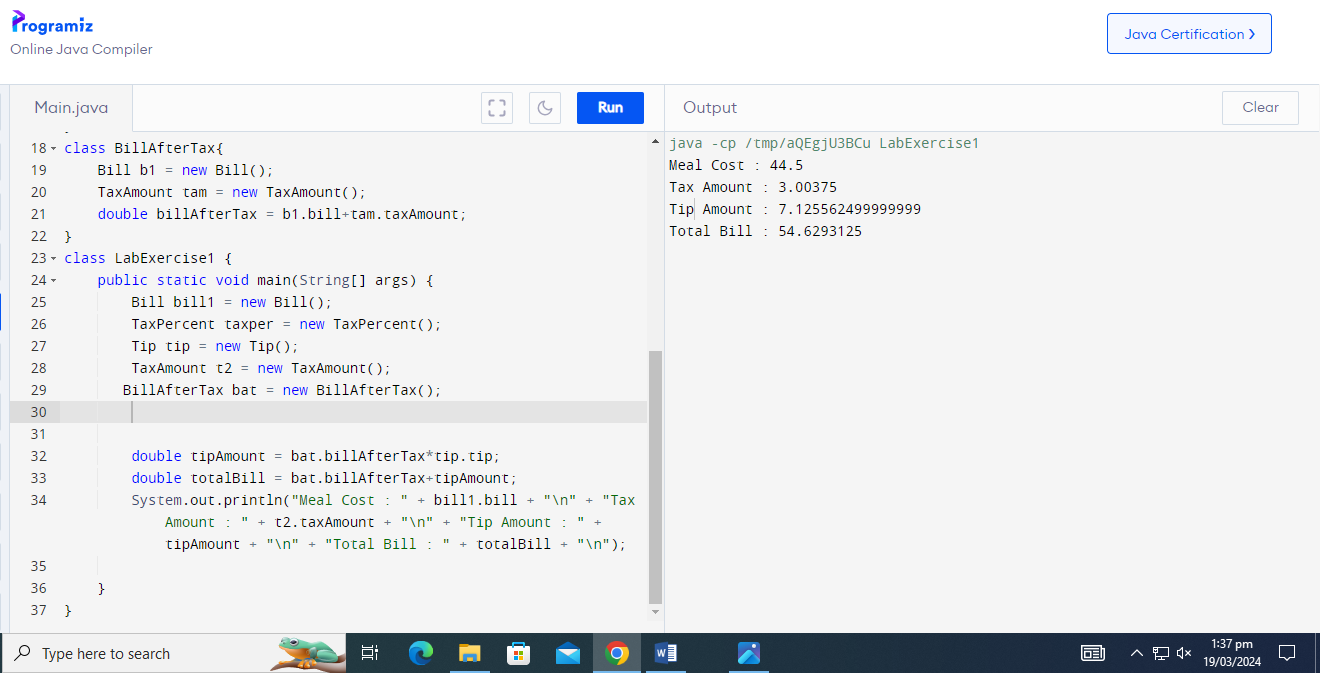 Programiz
Online Java Compiler
Java Certification >
Main.java
Run
Output
Clear
18 class BillAfterTax{
19 Bill b1 = new Bill();
20 TaxAmount tam = new TaxAmount();
21 double billAfterTax = b1.bill+tam.taxAmount;
22 }
23 class LabExercise1 {
24 public static void main(String[] args) {
25 Bill bill1 = new Bill();
26 TaxPercent taxper = new TaxPercent();
27 Tip tip = new Tip();
28 TaxAmount t2 = new TaxAmount();
29 BillAfterTax bat = new BillAfterTax();
30
31
32 double tipAmount = bat.billAfterTax*tip.tip;
33 double totalBill = bat.billAfterTax+tipAmount;
34 System.out.println("Meal Cost : " + bill1.bill + "\n" + "Tax
Amount : " + t2.taxAmount + "\n" + "Tip Amount : " +
tipAmount + "\n" + "Total Bill : " + totalBill + "\n");
35
36 }
37 }
java -cp /tmp/aQEgjU3BCu LabExercise1
Meal Cost : 44.5
Tax Amount : 3.00375
Tip Amount : 7.125562499999999
Total Bill : 54.6293125
Type here to search
1:37 pm
19/03/2024